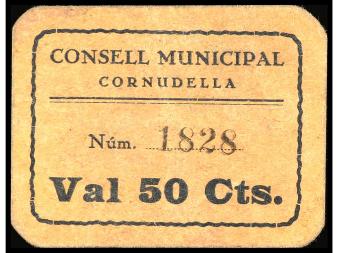 CONSELL MUNICIPAL
CORNUDELLA
Núm. 1828
Val 50 Cts.